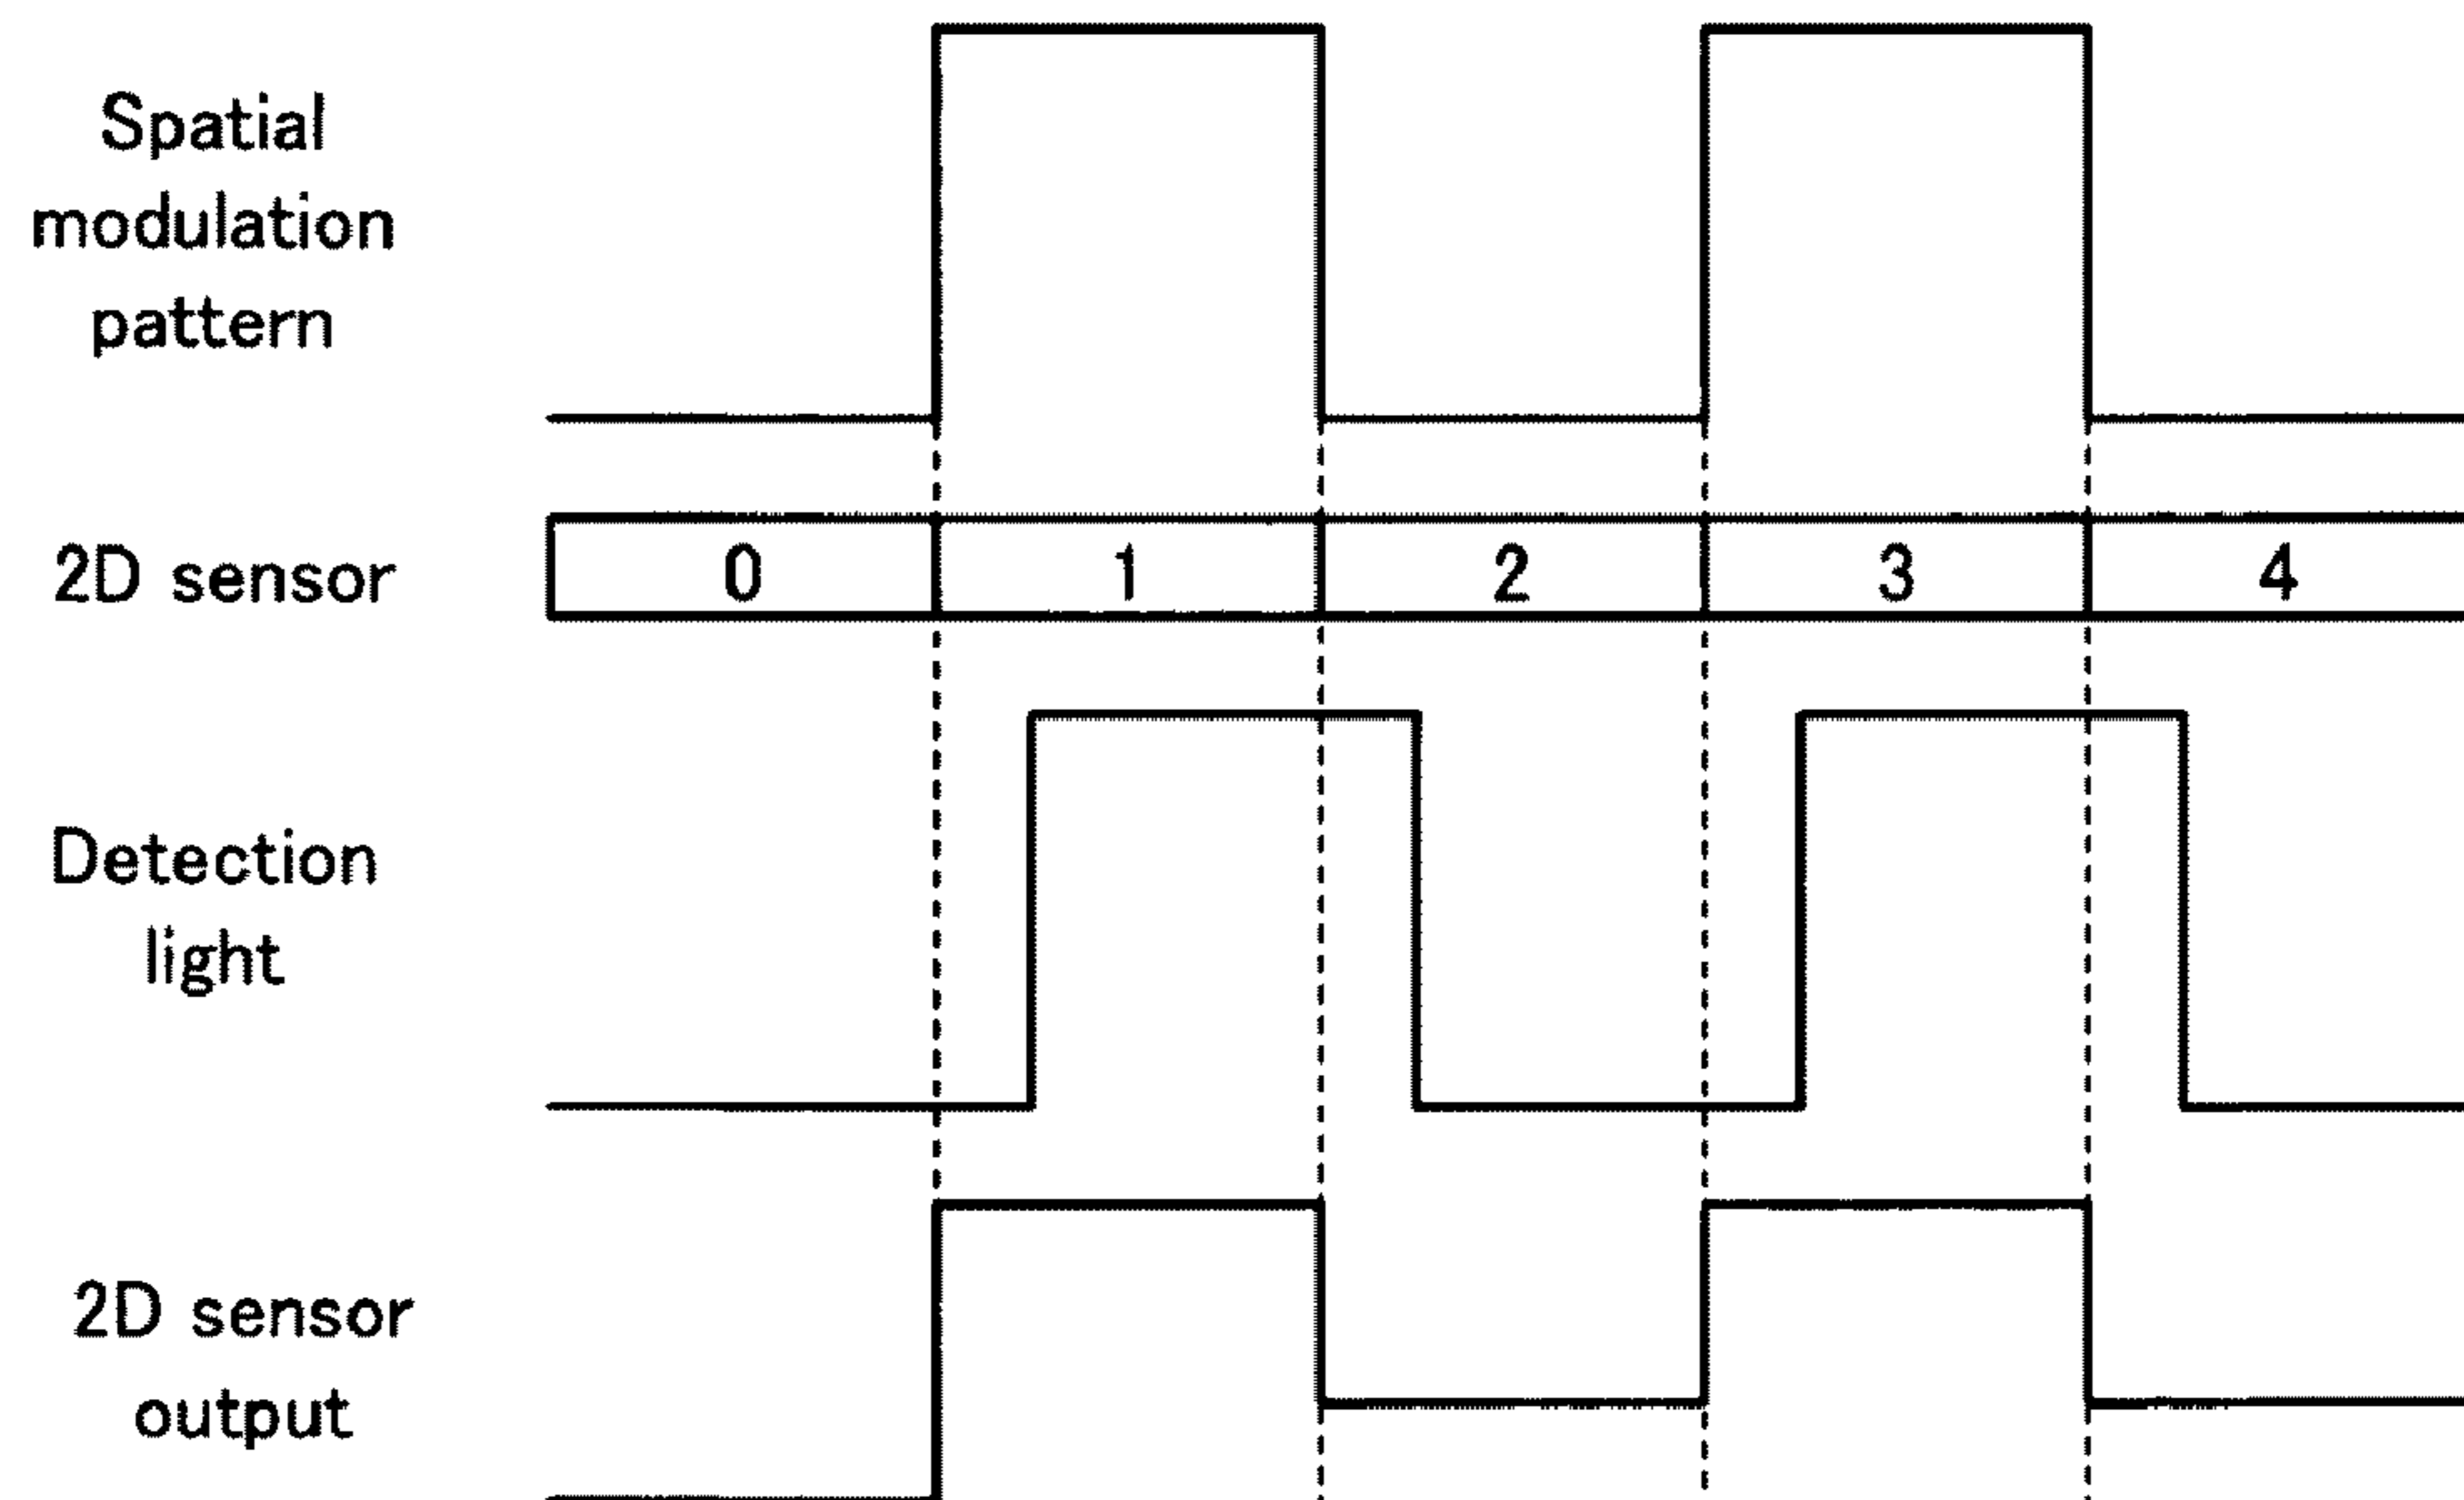 Spatial
modulation
pattern
2D sensor 0 1 2 3 4
Detection
light
2D sensor
output